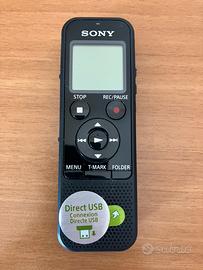 SONY
STOP REC/PAUSE
MENU T-MARK FOLDER
Direct USB
Connexion
Directe USB
subito.it